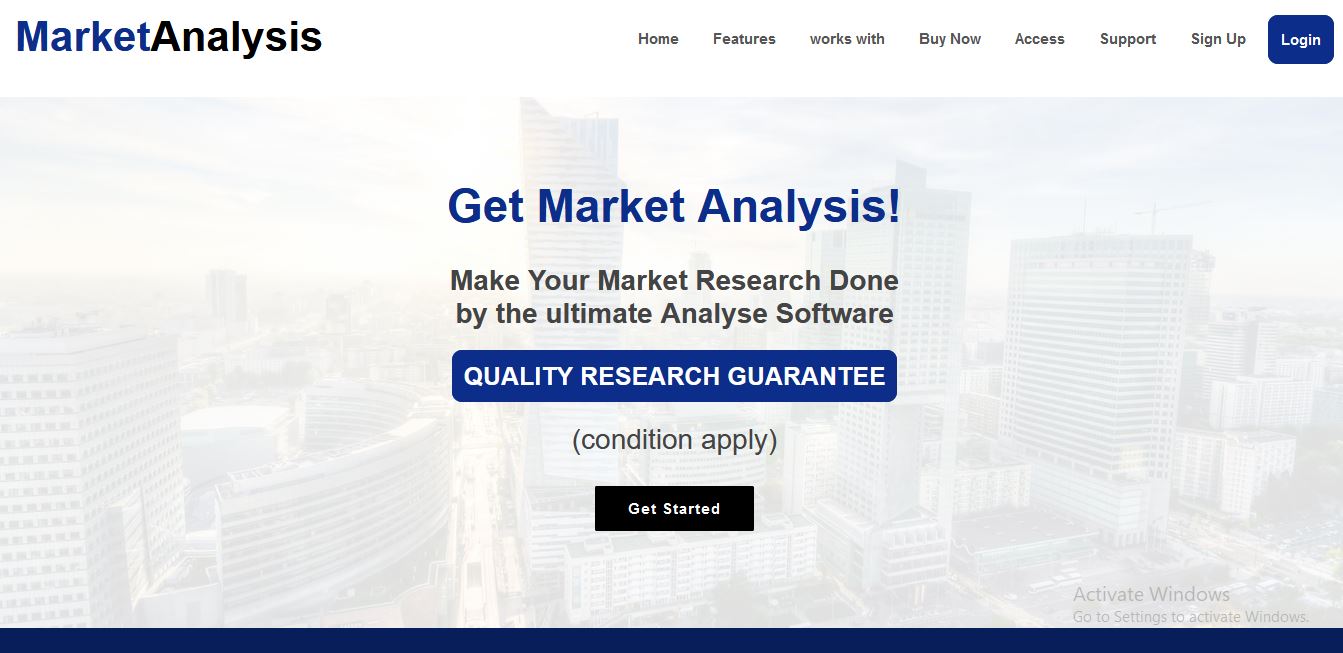 MarketAnalysis
Home Features works with Buy Now Access Support Sign Up Login
Get Market Analysis!
Make Your Market Research Done
by the ultimate Analyse Software
QUALITY RESEARCH GUARANTEE
(condition apply)
Get Started
Activate Windows
Go to Settings to activate Windows.